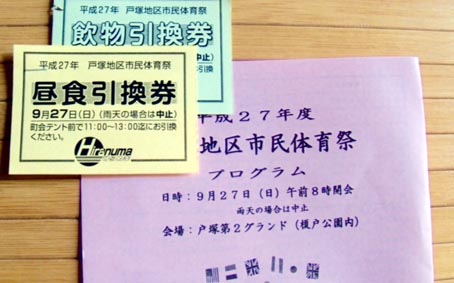 平成27年 戸塚地区市民体育祭
飲物引換券
平成27年 戸塚地区市民体育祭
昼食引換券
9月27日(日)(雨天の場合は中止)
町会テント前で11:00~13:00迄にお引換
ください。
Hiranuma
平成27年度
地区市民体育祭
プログラム
日時:9月27日(日)午前8時開会
雨天の場合は中止
会場:戸塚第2グランド(榎戸公園内)